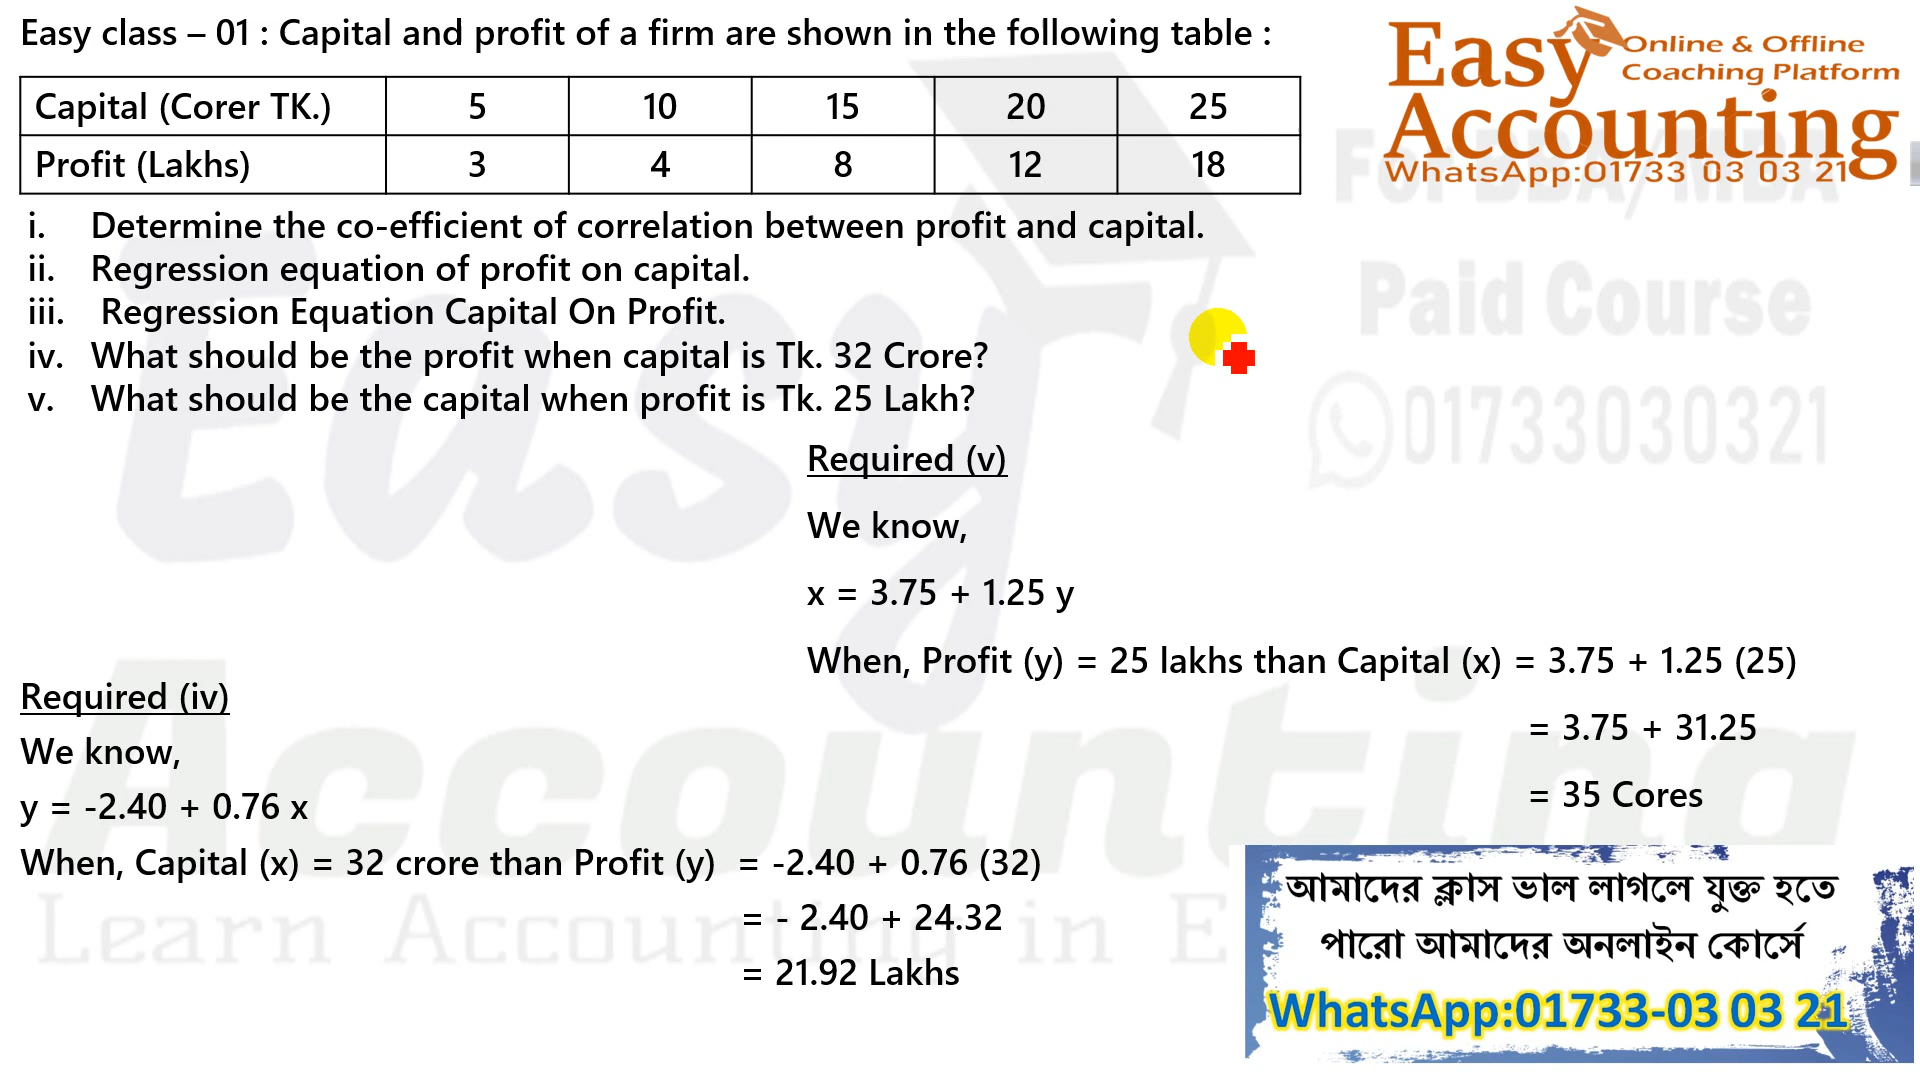 Easy class – 01 : Capital and profit of a firm are shown in the following table :
Capital (Corer TK.) 5 10 15 20 25
Profit (Lakhs) 3 4 8 12 18
i. Determine the co-efficient of correlation between profit and capital.
ii. Regression equation of profit on capital.
iii. Regression Equation Capital On Profit.
iv. What should be the profit when capital is Tk. 32 Crore?
v. What should be the capital when profit is Tk. 25 Lakh?
Easy Online & Offline
Coaching Platform
Accounting
WhatsApp:01733 03 03 21
For BBA/MBA
Paid Course
01733030321
Required (v)
We know,
x = 3.75 + 1.25 y
When, Profit (y) = 25 lakhs than Capital (x) = 3.75 + 1.25 (25)
= 3.75 + 31.25
= 35 Cores
Required (iv)
We know,
y = -2.40 + 0.76 x
When, Capital (x) = 32 crore than Profit (y) = -2.40 + 0.76 (32)
= - 2.40 + 24.32
= 21.92 Lakhs
Easy
Accounting
Learn Accounting in E
আমাদের ক্লাস ভাল লাগলে যুক্ত হতে
পারো আমাদের অনলাইন কোর্সে
WhatsApp:01733-03 03 21